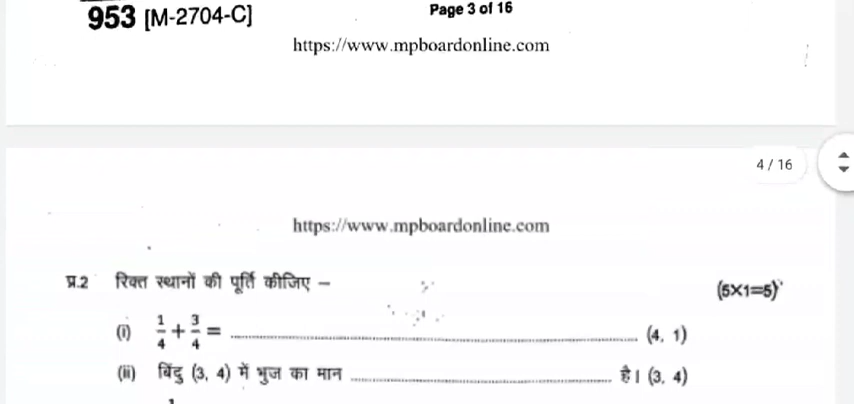 953 [M-2704-C]
Page 3 of 16
https://www.mpboardonline.com
4 / 16
https://www.mpboardonline.com
प्र.2 रिक्त स्थानों की पूर्ति कीजिए – (5×1=5)
(i) 1/4 + 3/4 = ........................ (4, 1)
(ii) बिंदु (3, 4) में भुज का मान ........................ है। (3, 4)